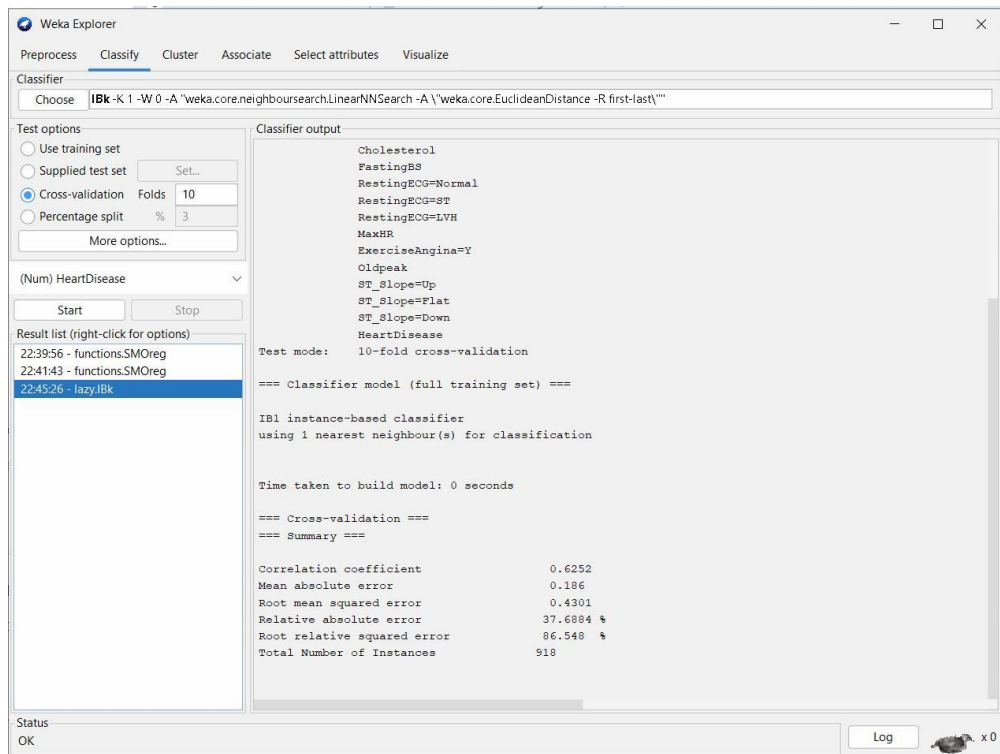 Weka Explorer
Preprocess Classify Cluster Associate Select attributes Visualize
Classifier
Choose IBk -K 1 -W 0 -A "weka.core.neighboursearch.LinearNNSearch -A \"weka.core.EuclideanDistance -R first-last\""
Test options
Use training set
Supplied test set Set...
Cross-validation Folds 10
Percentage split % 3
More options...
(Num) HeartDisease
Start Stop
Result list (right-click for options)
22:39:56 - functions.SMOreg
22:41:43 - functions.SMOreg
22:45:26 - lazy.IBk
Classifier output
Cholesterol
FastingBS
RestingECG=Normal
RestingECG=ST
RestingECG=LVH
MaxHR
ExerciseAngina=Y
Oldpeak
ST_Slope=Up
ST_Slope=Flat
ST_Slope=Down
HeartDisease
Test mode: 10-fold cross-validation
=== Classifier model (full training set) ===
IB1 instance-based classifier
using 1 nearest neighbour(s) for classification
Time taken to build model: 0 seconds
=== Cross-validation ===
=== Summary ===
Correlation coefficient 0.6252
Mean absolute error 0.186
Root mean squared error 0.4301
Relative absolute error 37.6884 %
Root relative squared error 86.548 %
Total Number of Instances 918
Status
OK
Log x 0